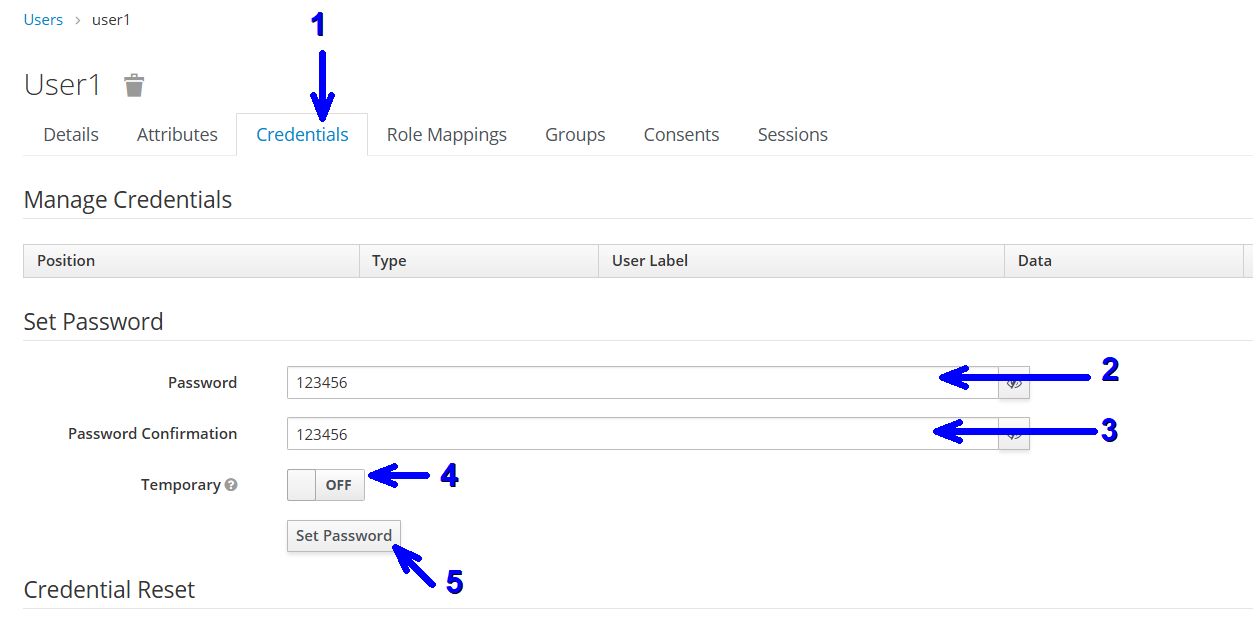 Users > user1
1
User1
Details Attributes Credentials Role Mappings Groups Consents Sessions
Manage Credentials
Position Type User Label Data
Set Password
Password 123456 2
Password Confirmation 123456 3
Temporary ? OFF 4
Set Password
5
Credential Reset